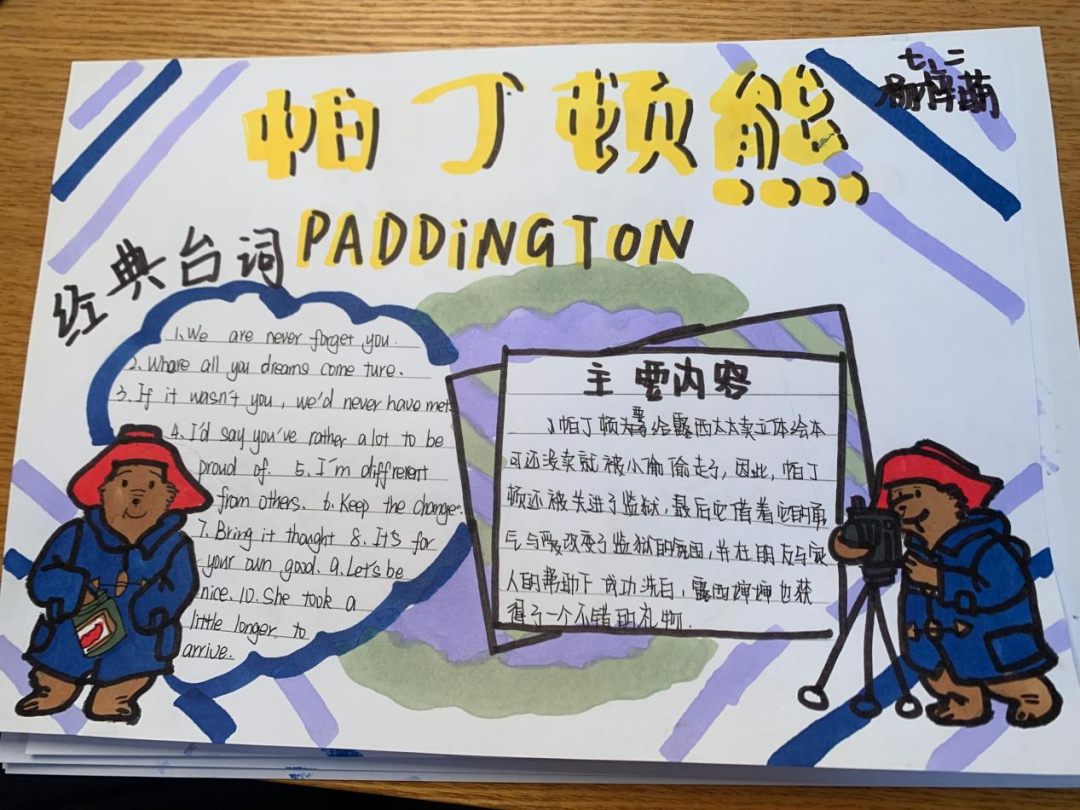 七、二
帕丁顿熊
PADDiNGTON
经典台词
1.We are never forget you.
2.Whare all you dreams come ture.
3.If it wasn't you, we'd never have met
4.I'd say you've rather a lot to be
proud of. 5.I'm diffrerent
from others. 6.Keep the change.
7.Bring it thought 8.It's for
your own good. 9.Let's be
nice. 10.She took a
little longer to
arrive.
主要内容
帕丁顿为给露西太太卖立体绘本
可还没卖就被小偷偷走了,因此,帕丁
顿还被关进了监狱,最后它借着它的勇
气与改变了监狱的氛围,并在朋友与家
人的帮助下成功洗白,露西婶婶也获
得了一个不错的礼物.